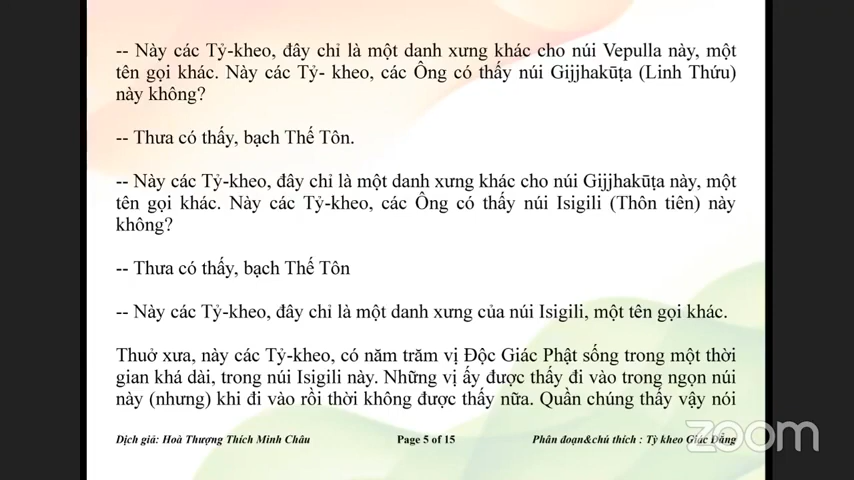 -- Này các Tỷ-kheo, đây chỉ là một danh xưng khác cho núi Vepulla này, một
tên gọi khác. Này các Tỷ- kheo, các Ông có thấy núi Gijjhakūṭa (Linh Thứu)
này không?
-- Thưa có thấy, bạch Thế Tôn.
-- Này các Tỷ-kheo, đây chỉ là một danh xưng khác cho núi Gijjhakūṭa này, một
tên gọi khác. Này các Tỷ-kheo, các Ông có thấy núi Isigili (Thôn tiên) này
không?
-- Thưa có thấy, bạch Thế Tôn
-- Này các Tỷ-kheo, đây chỉ là một danh xưng của núi Isigili, một tên gọi khác.
Thuở xưa, này các Tỷ-kheo, có năm trăm vị Độc Giác Phật sống trong một thời
gian khá dài, trong núi Isigili này. Những vị ấy được thấy đi vào trong ngọn núi
này (nhưng) khi đi vào rồi thời không được thấy nữa. Quần chúng thấy vậy nói
Dịch giả: Hoà Thượng Thích Minh Châu
Page 5 of 15
Phân đoạn&chú thích : Tỳ kheo Giác Đẳng
zoom